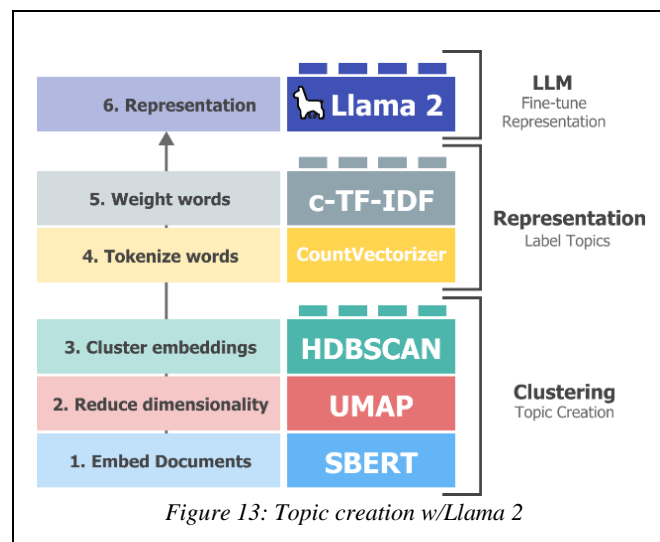 6. Representation
Llama 2
LLM
Fine-tune
Representation
5. Weight words
c-TF-IDF
4. Tokenize words
CountVectorizer
Representation
Label Topics
3. Cluster embeddings
HDBSCAN
2. Reduce dimensionality
UMAP
1. Embed Documents
SBERT
Clustering
Topic Creation
Figure 13: Topic creation w/Llama 2